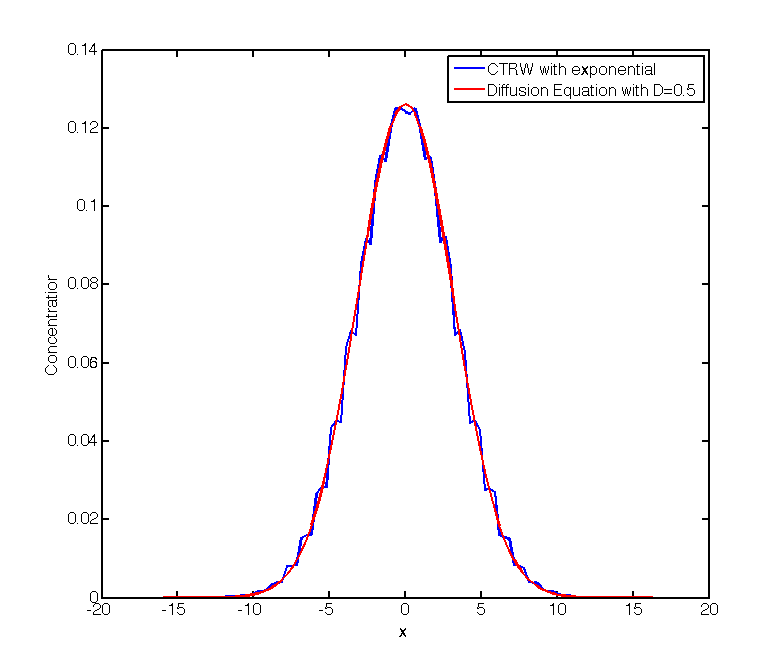 0.14
CTRW with exponential
Diffusion Equation with D=0.5
0.12
0.1
0.08
Concentratior
0.06
0.04
0.02
0
-20 -15 -10 -5 0 5 10 15 20
x